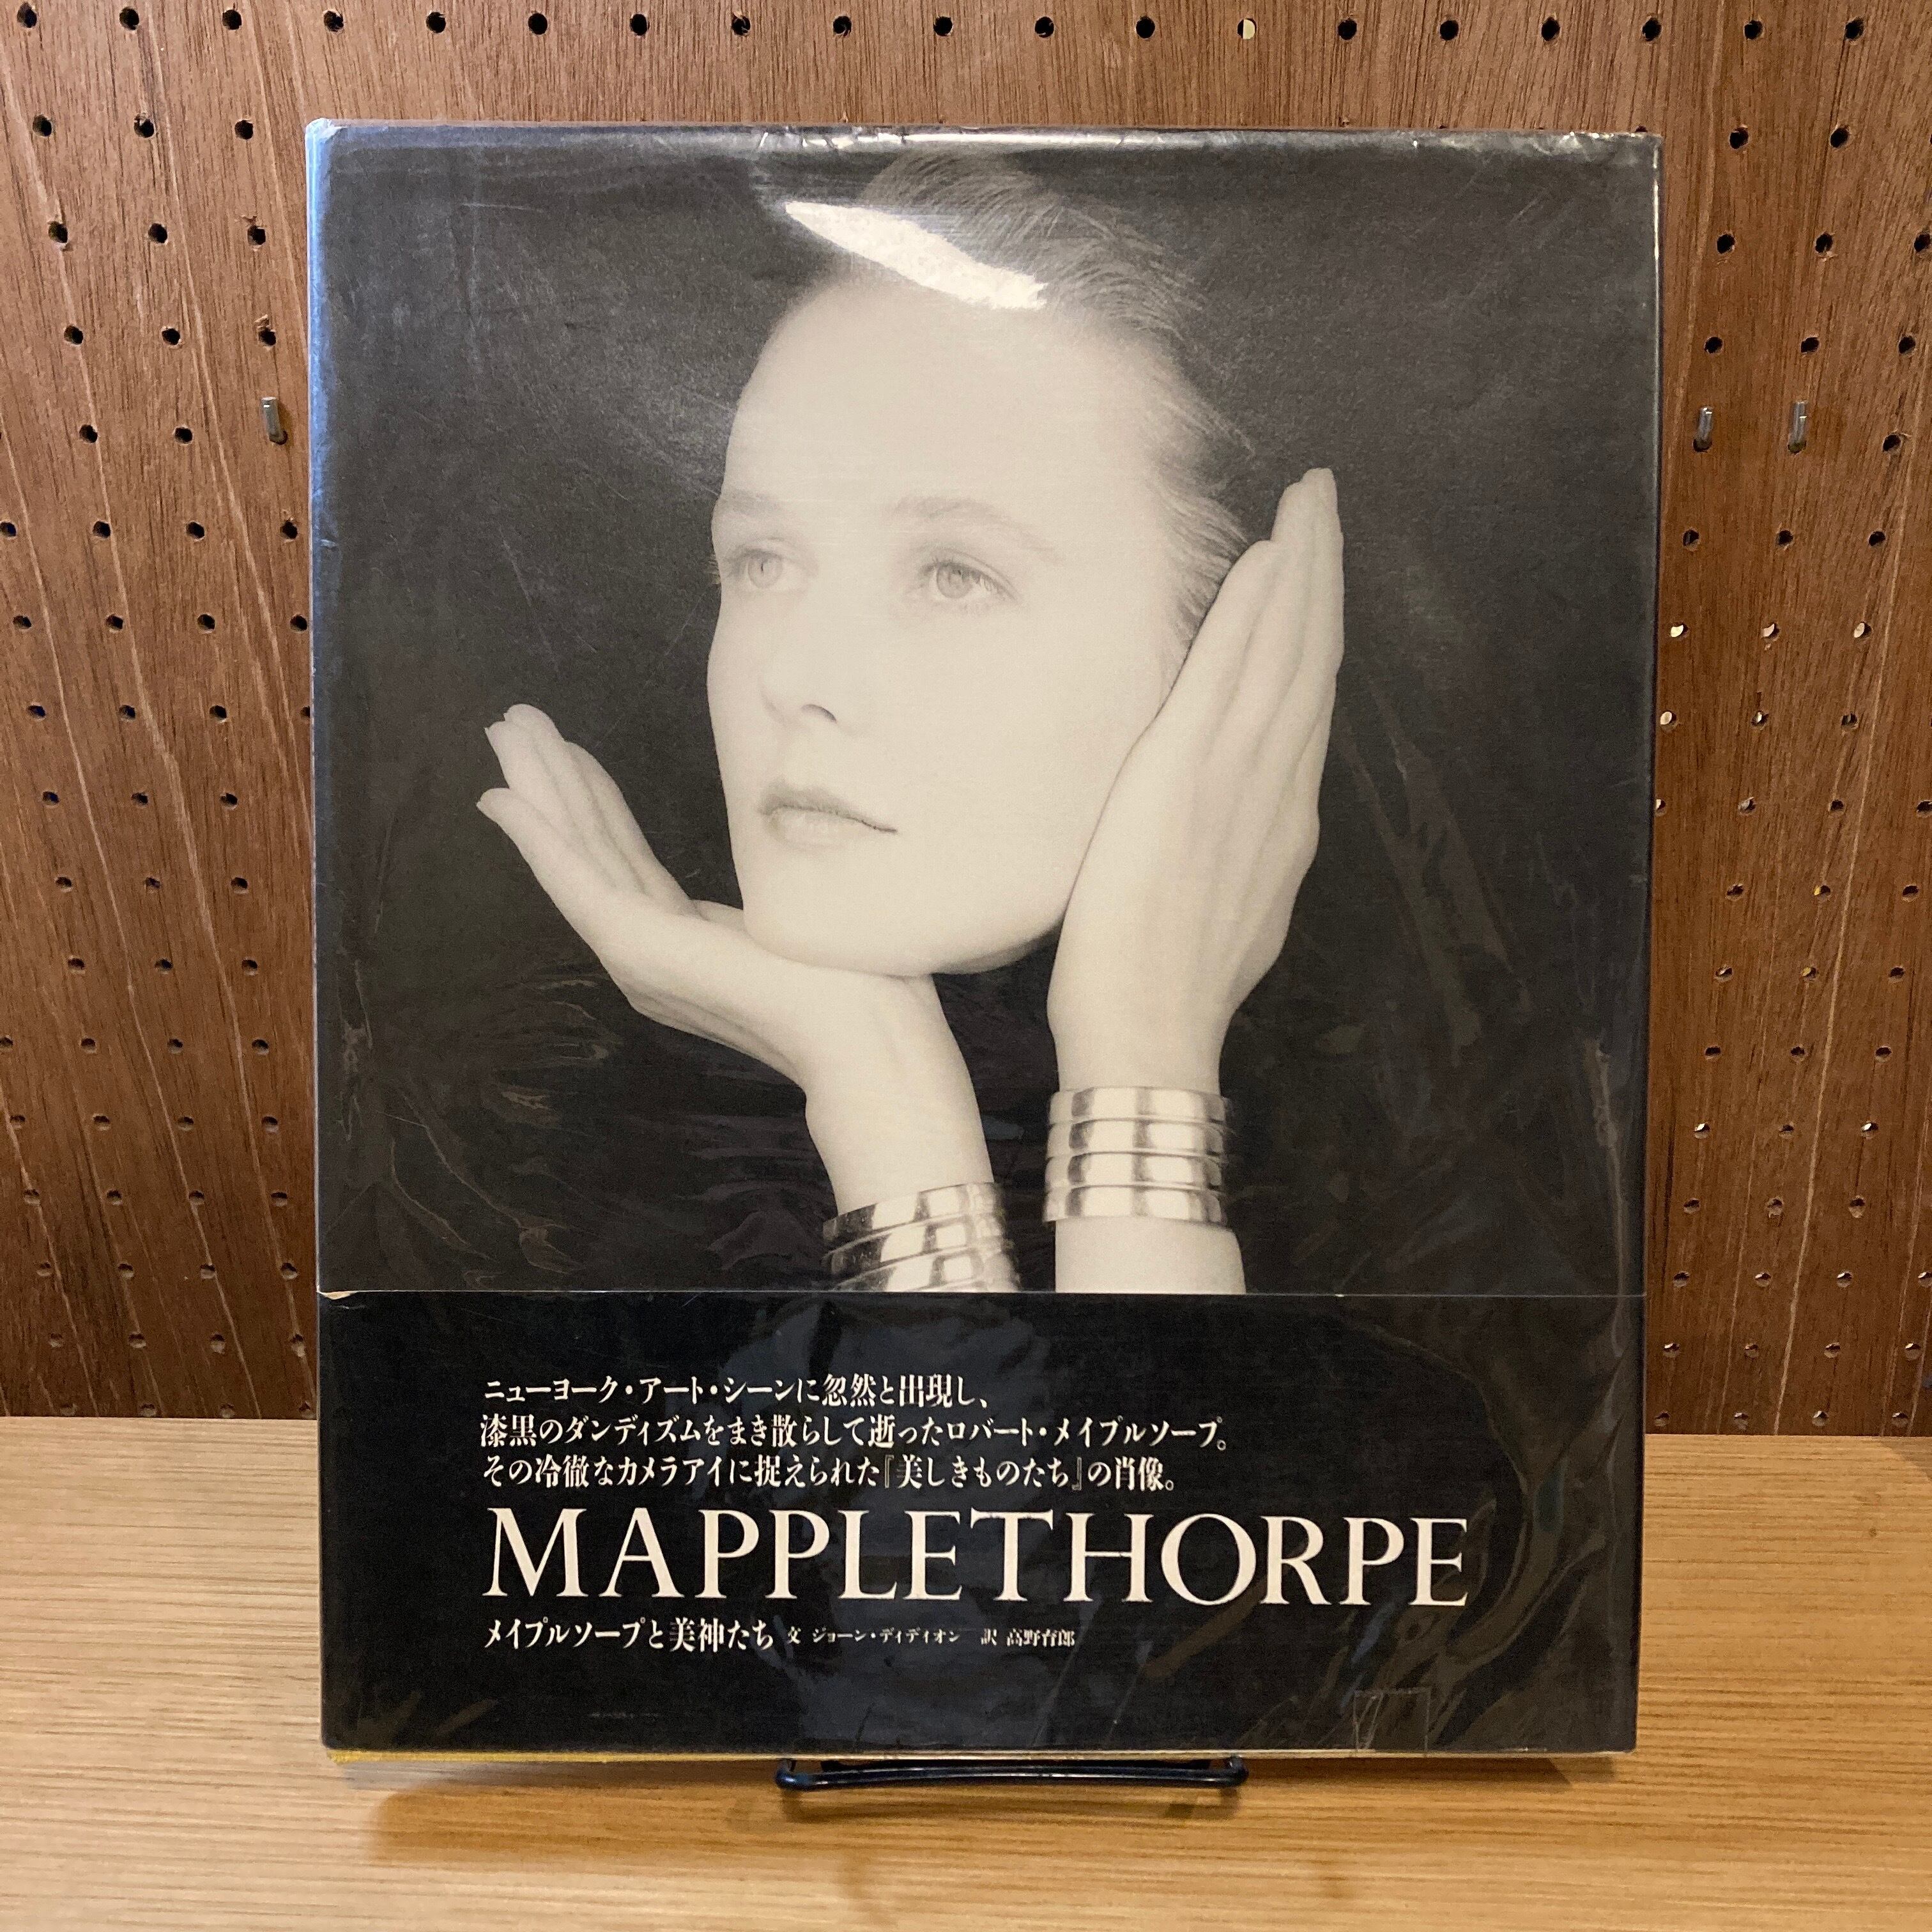 ニューヨーク・アート・シーンに忽然と出現し、
漆黒のダンディズムをまき散らして逝ったロバート・メイプルソープ。
その冷徹なカメラアイに捉えられた『美しきものたち』の肖像。
MAPPLETHORPE
メイプルソープと美神たち 文 ジョーン・ディディオン 訳 高野育郎